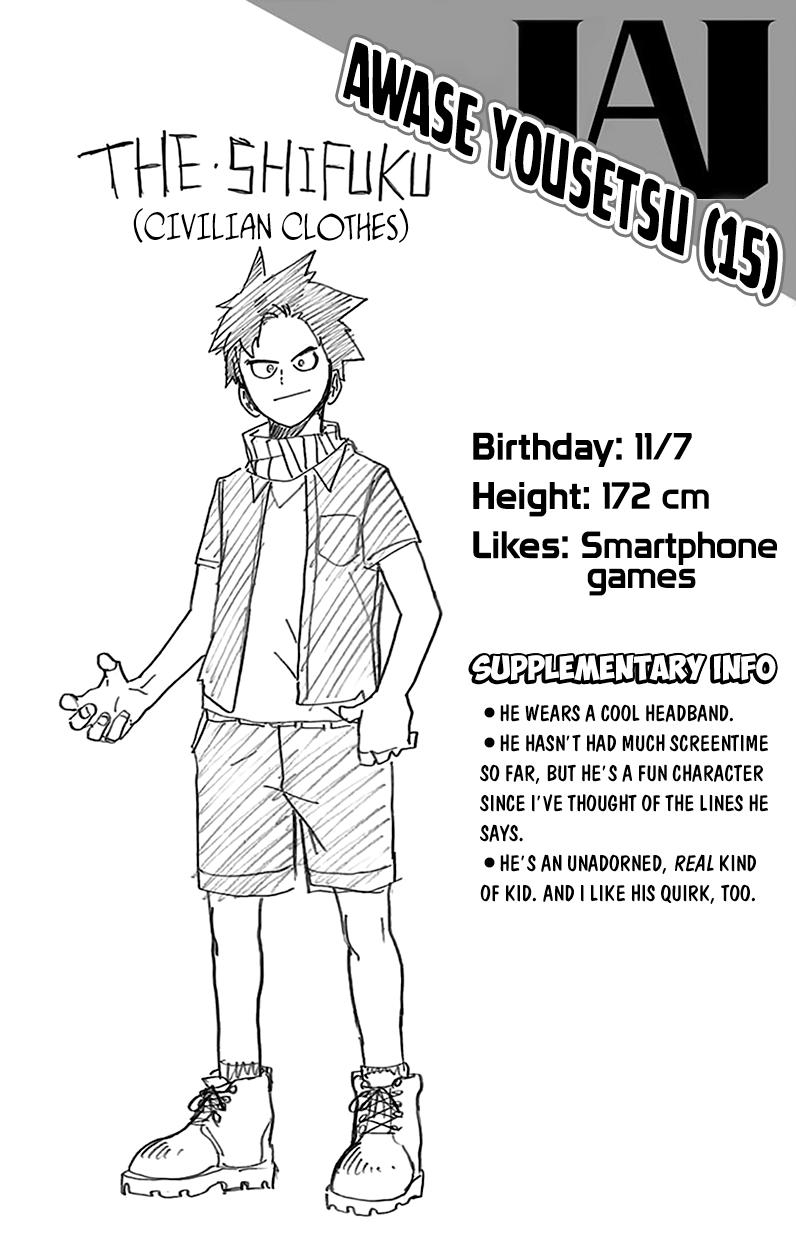 UA
AWASE YOUSETSU (15)
THE・SHIFUKU
(CIVILIAN CLOTHES)
Birthday: 11/7
Height: 172 cm
Likes: Smartphone
games
SUPPLEMENTARY INFO
●HE WEARS A COOL HEADBAND.
●HE HASN'T HAD MUCH SCREENTIME
SO FAR, BUT HE'S A FUN CHARACTER
SINCE I'VE THOUGHT OF THE LINES HE
SAYS.
●HE'S AN UNADORNED, REAL KIND
OF KID. AND I LIKE HIS QUIRK, TOO.